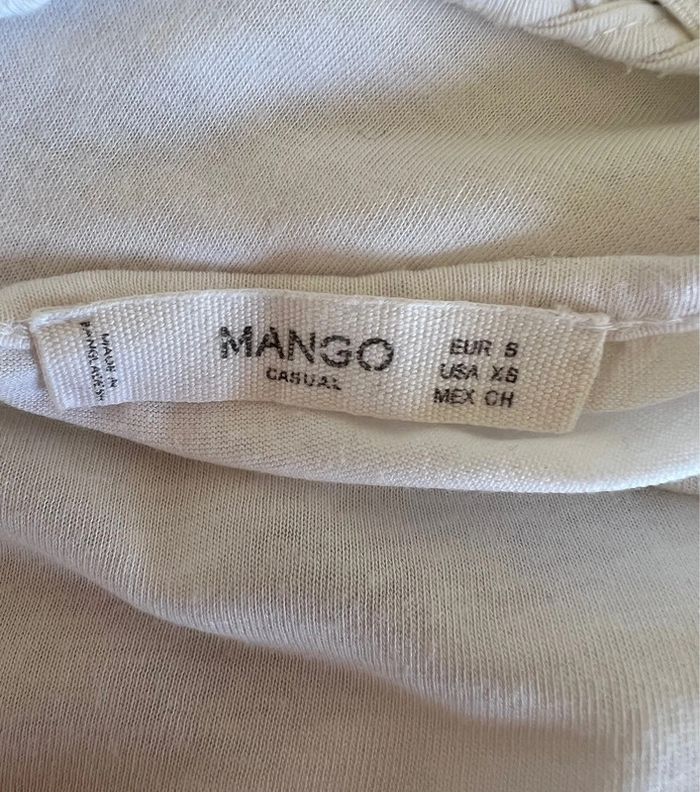 MADE IN
BANGLADESH
MANGO
CASUAL
EUR S
USA XS
MEX CH